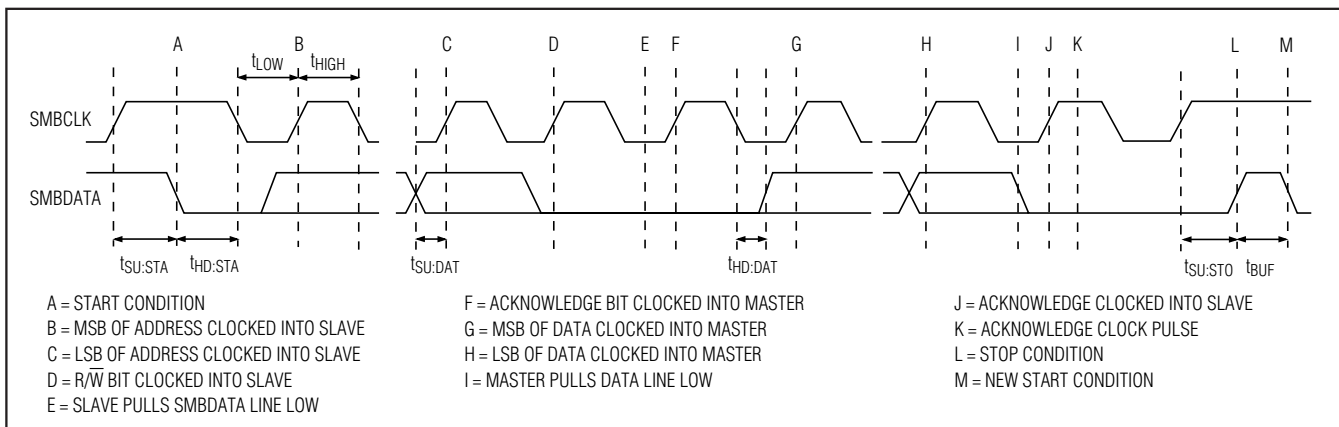 A B C D E F G H I J K L M
tLOW tHIGH
SMBCLK
SMBDATA
tSU:STA tHD:STA tSU:DAT tHD:DAT tSU:STO tBUF
A = START CONDITION
B = MSB OF ADDRESS CLOCKED INTO SLAVE
C = LSB OF ADDRESS CLOCKED INTO SLAVE
D = R/W̅ BIT CLOCKED INTO SLAVE
E = SLAVE PULLS SMBDATA LINE LOW
F = ACKNOWLEDGE BIT CLOCKED INTO MASTER
G = MSB OF DATA CLOCKED INTO MASTER
H = LSB OF DATA CLOCKED INTO MASTER
I = MASTER PULLS DATA LINE LOW
J = ACKNOWLEDGE CLOCKED INTO SLAVE
K = ACKNOWLEDGE CLOCK PULSE
L = STOP CONDITION
M = NEW START CONDITION